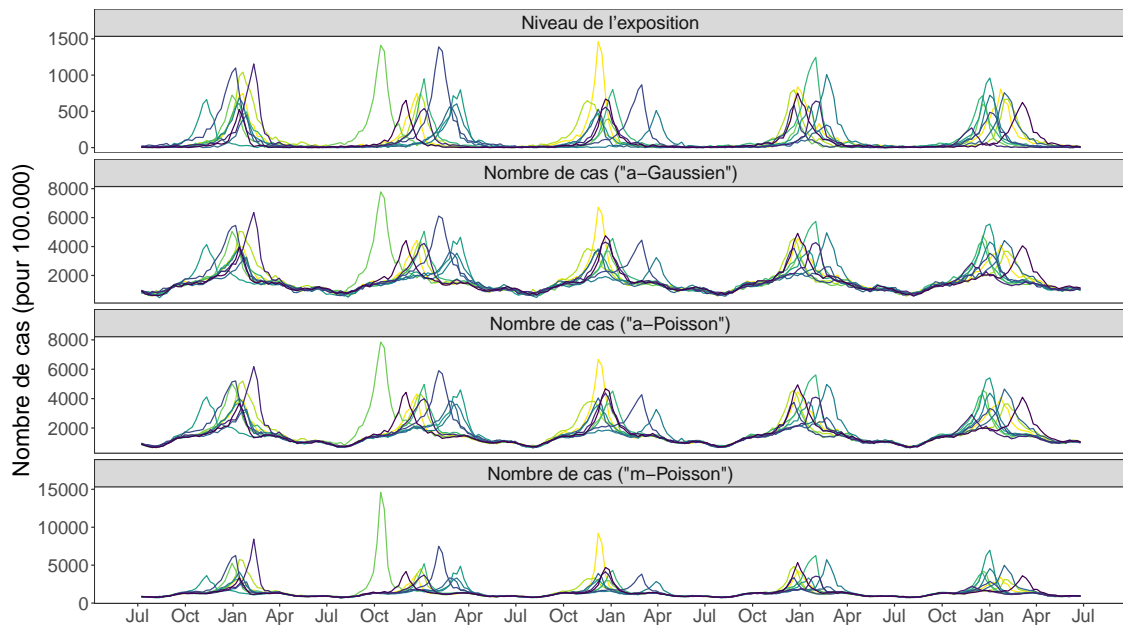 Niveau de l'exposition
1500
1000
500
0
Nombre de cas ("a−Gaussien")
8000
6000
4000
2000
Nombre de cas ("a−Poisson")
8000
6000
4000
2000
Nombre de cas ("m−Poisson")
15000
10000
5000
0
Nombre de cas (pour 100.000)
Jul Oct Jan Apr Jul Oct Jan Apr Jul Oct Jan Apr Jul Oct Jan Apr Jul Oct Jan Apr Jul